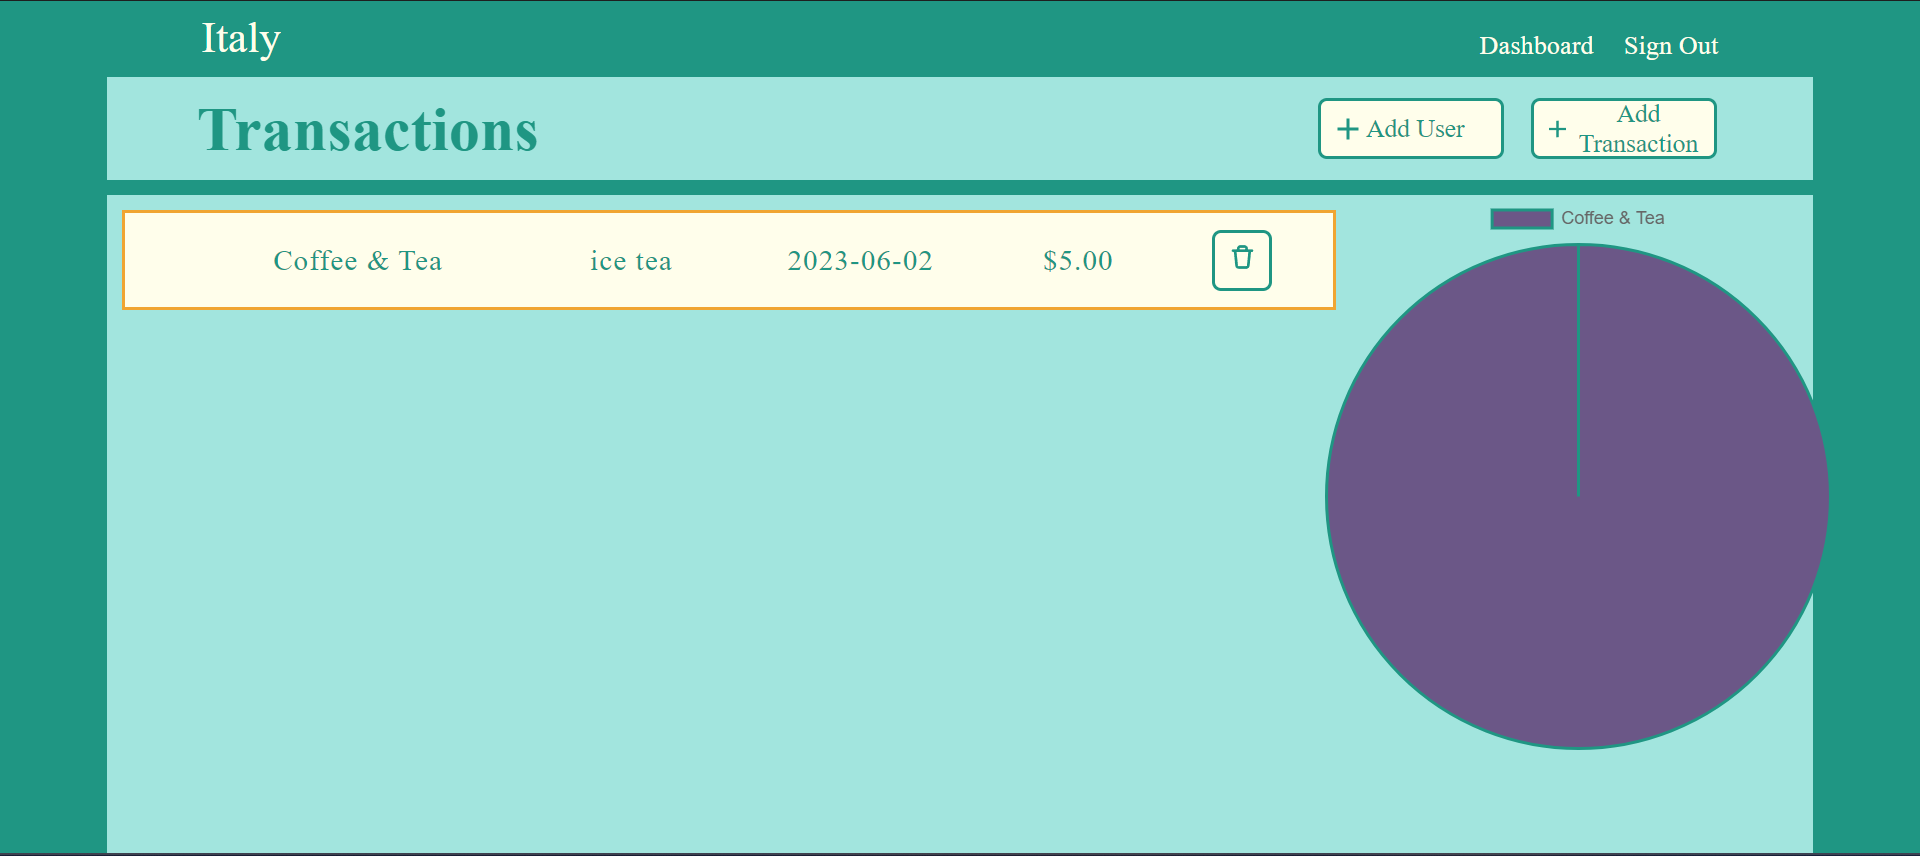 Italy
Dashboard Sign Out
Transactions
Add User
Add
Transaction
Coffee & Tea ice tea 2023-06-02 $5.00
Coffee & Tea